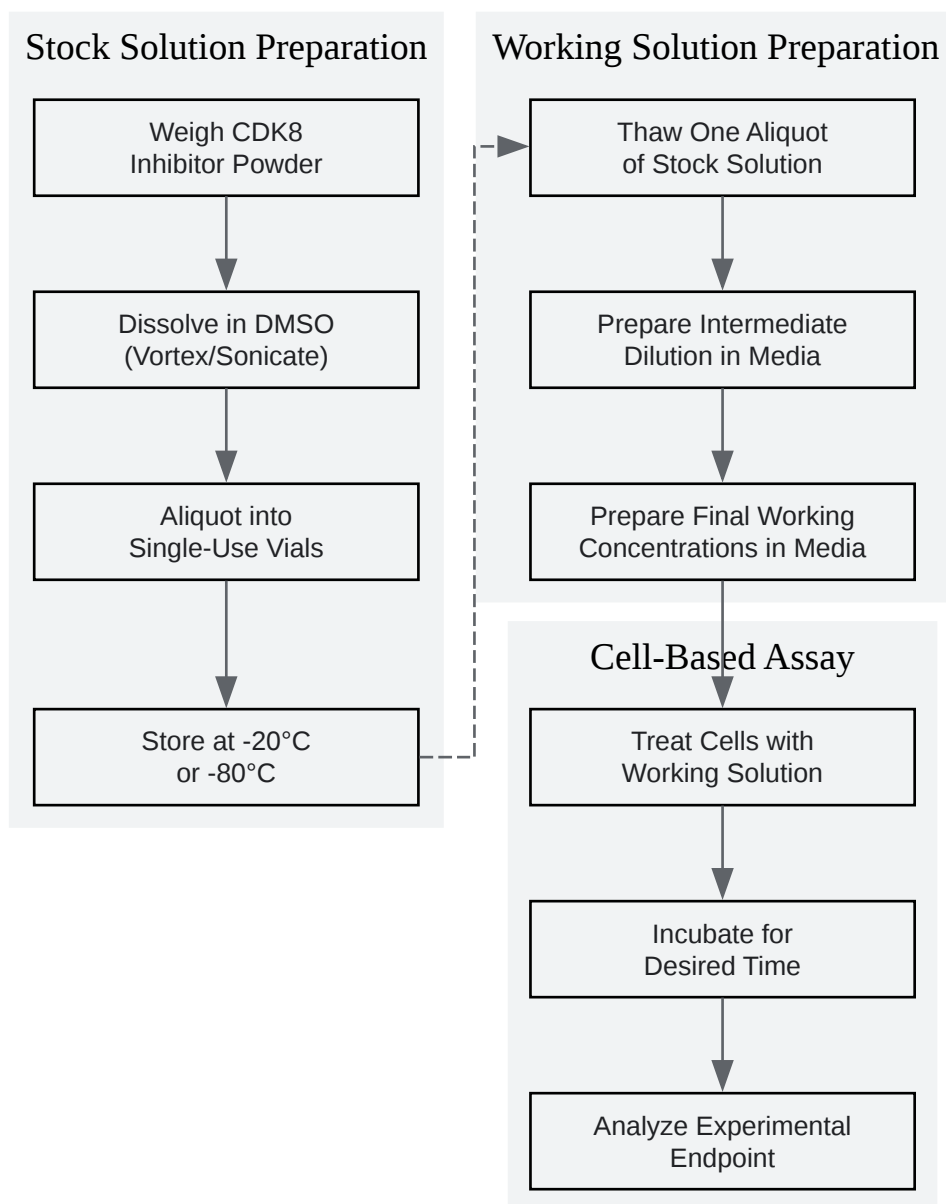 Stock Solution Preparation
Weigh CDK8
Inhibitor Powder
Dissolve in DMSO
(Vortex/Sonicate)
Aliquot into
Single-Use Vials
Store at -20°C
or -80°C
Working Solution Preparation
Thaw One Aliquot
of Stock Solution
Prepare Intermediate
Dilution in Media
Prepare Final Working
Concentrations in Media
Cell-Based Assay
Treat Cells with
Working Solution
Incubate for
Desired Time
Analyze Experimental
Endpoint